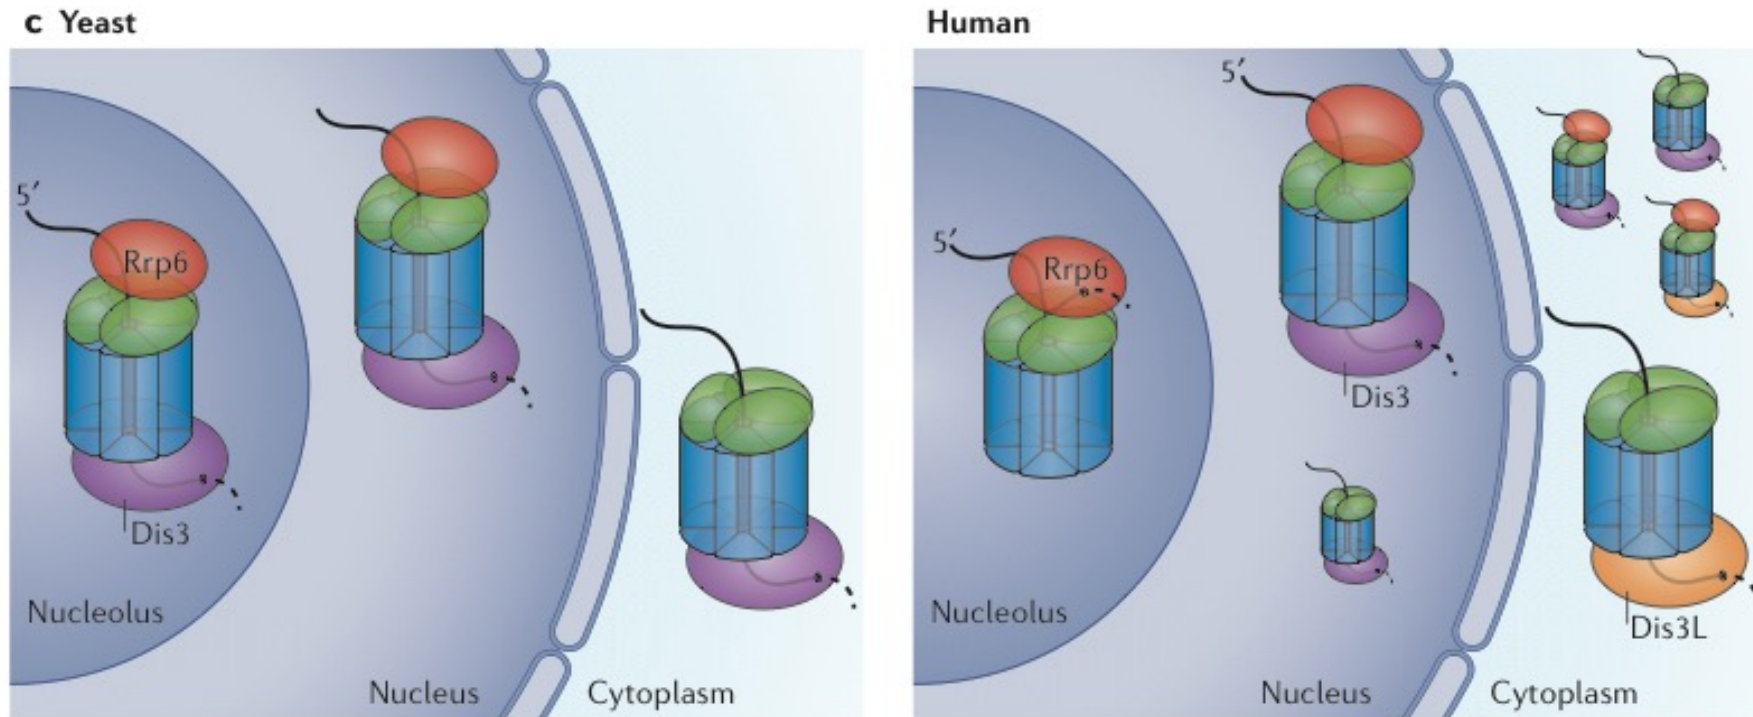 c Yeast
5′
Rrp6
Dis3
Nucleolus
Nucleus
Cytoplasm
Human
5′
5′
Rrp6
Dis3
Dis3L
Nucleolus
Nucleus
Cytoplasm